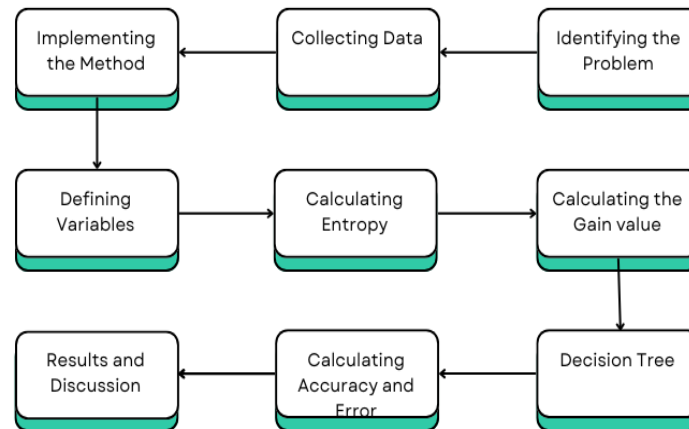 Implementing
the Method
Collecting Data
Identifying the
Problem
Defining
Variables
Calculating
Entropy
Calculating the
Gain value
Results and
Discussion
Calculating
Accuracy and
Error
Decision Tree